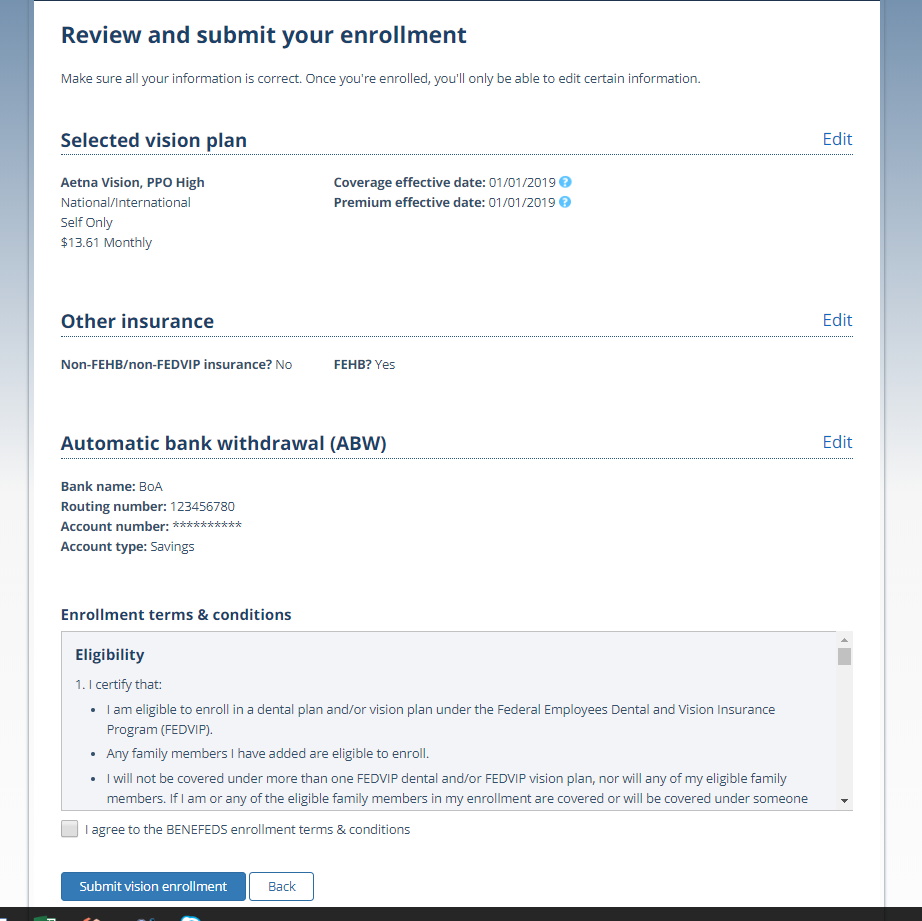 Review and submit your enrollment
Make sure all your information is correct. Once you're enrolled, you'll only be able to edit certain information.
Selected vision plan
Edit
Aetna Vision, PPO High
National/International
Self Only
$13.61 Monthly
Coverage effective date: 01/01/2019 ?
Premium effective date: 01/01/2019 ?
Other insurance
Edit
Non-FEHB/non-FEDVIP insurance? No
FEHB? Yes
Automatic bank withdrawal (ABW)
Edit
Bank name: BoA
Routing number: 123456780
Account number: **********
Account type: Savings
Enrollment terms & conditions
Eligibility
1. I certify that:
• I am eligible to enroll in a dental plan and/or vision plan under the Federal Employees Dental and Vision Insurance
Program (FEDVIP).
• Any family members I have added are eligible to enroll.
• I will not be covered under more than one FEDVIP dental and/or FEDVIP vision plan, nor will any of my eligible family
members. If I am or any of the eligible family members in my enrollment are covered or will be covered under someone
I agree to the BENEFEDS enrollment terms & conditions
Submit vision enrollment
Back